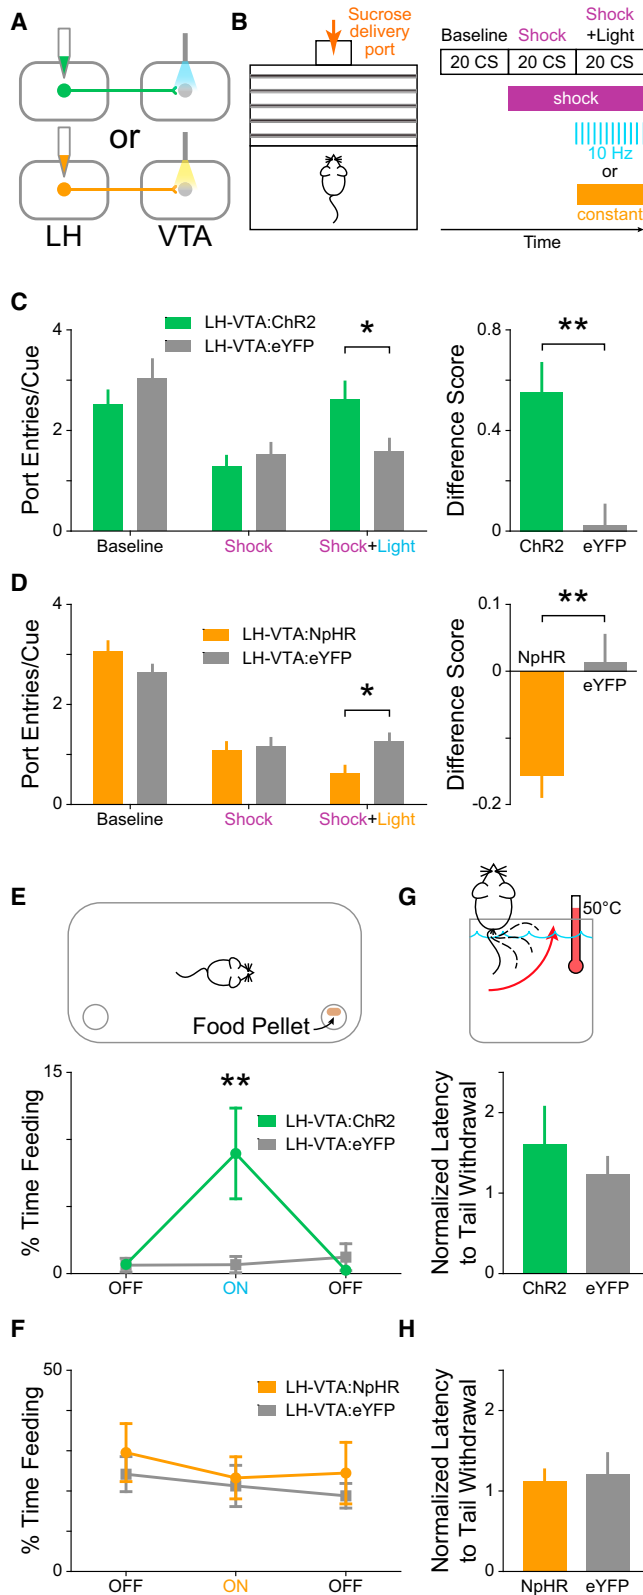 A
or
LH VTA
B
Sucrose
delivery
port
Baseline Shock Shock
+Light
20 CS 20 CS 20 CS
shock
10 Hz
or
constant
Time
C
Port Entries/Cue
4
2
0
LH-VTA:ChR2
LH-VTA:eYFP
*
Baseline Shock Shock+Light
Difference Score
0.8
0.4
0
**
ChR2 eYFP
D
Port Entries/Cue
4
2
0
LH-VTA:NpHR
LH-VTA:eYFP
*
Baseline Shock Shock+Light
Difference Score
0.1
0
-0.2
**
NpHR
eYFP
E
Food Pellet
% Time Feeding
15
0
**
LH-VTA:ChR2
LH-VTA:eYFP
OFF ON OFF
G
50°C
Normalized Latency
to Tail Withdrawal
2
1
0
ChR2 eYFP
F
% Time Feeding
50
0
LH-VTA:NpHR
LH-VTA:eYFP
OFF ON OFF
H
Normalized Latency
to Tail Withdrawal
2
1
0
NpHR eYFP